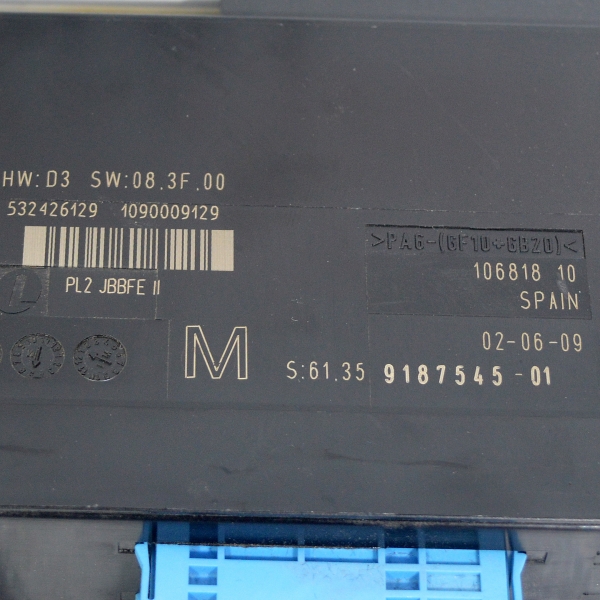 HW:D3 SW:08.3F.00
532426129 1090009129
>PA6-(GF10+GB20)<
PL2 JBBFE II
106818 10
SPAIN
02-06-09
M
S:61.35 9187545-01